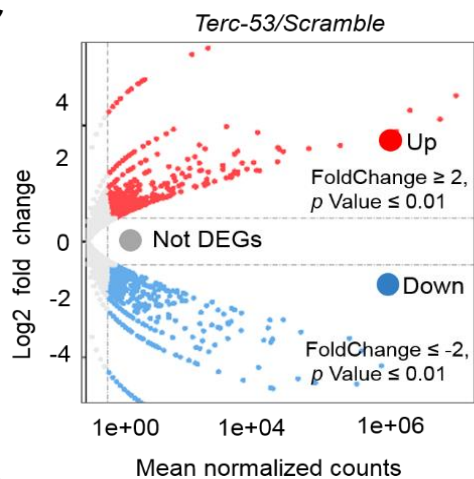 Terc-53/Scramble
4
2
0
-2
-4
Log2 fold change
Up
FoldChange ≥ 2,
p Value ≤ 0.01
Not DEGs
Down
FoldChange ≤ -2,
p Value ≤ 0.01
1e+00 1e+04 1e+06
Mean normalized counts